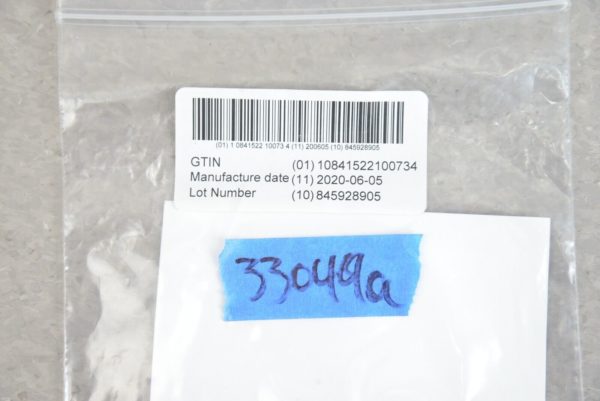 (01) 1 0841522 10073 4 (11) 200605 (10) 845928905
GTIN (01) 10841522100734
Manufacture date (11) 2020-06-05
Lot Number (10) 845928905
33049a